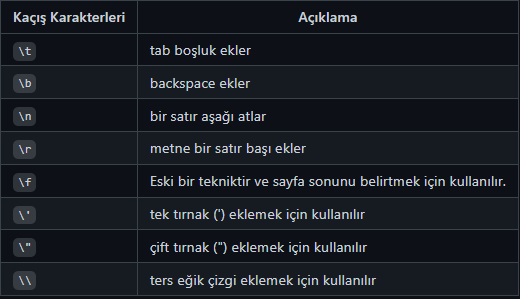 Kaçış Karakterleri Açıklama
\t tab boşluk ekler
\b backspace ekler
\n bir satır aşağı atlar
\r metne bir satır başı ekler
\f Eski bir tekniktir ve sayfa sonunu belirtmek için kullanılır.
\' tek tırnak (') eklemek için kullanılır
\" çift tırnak (") eklemek için kullanılır
\\ ters eğik çizgi eklemek için kullanılır